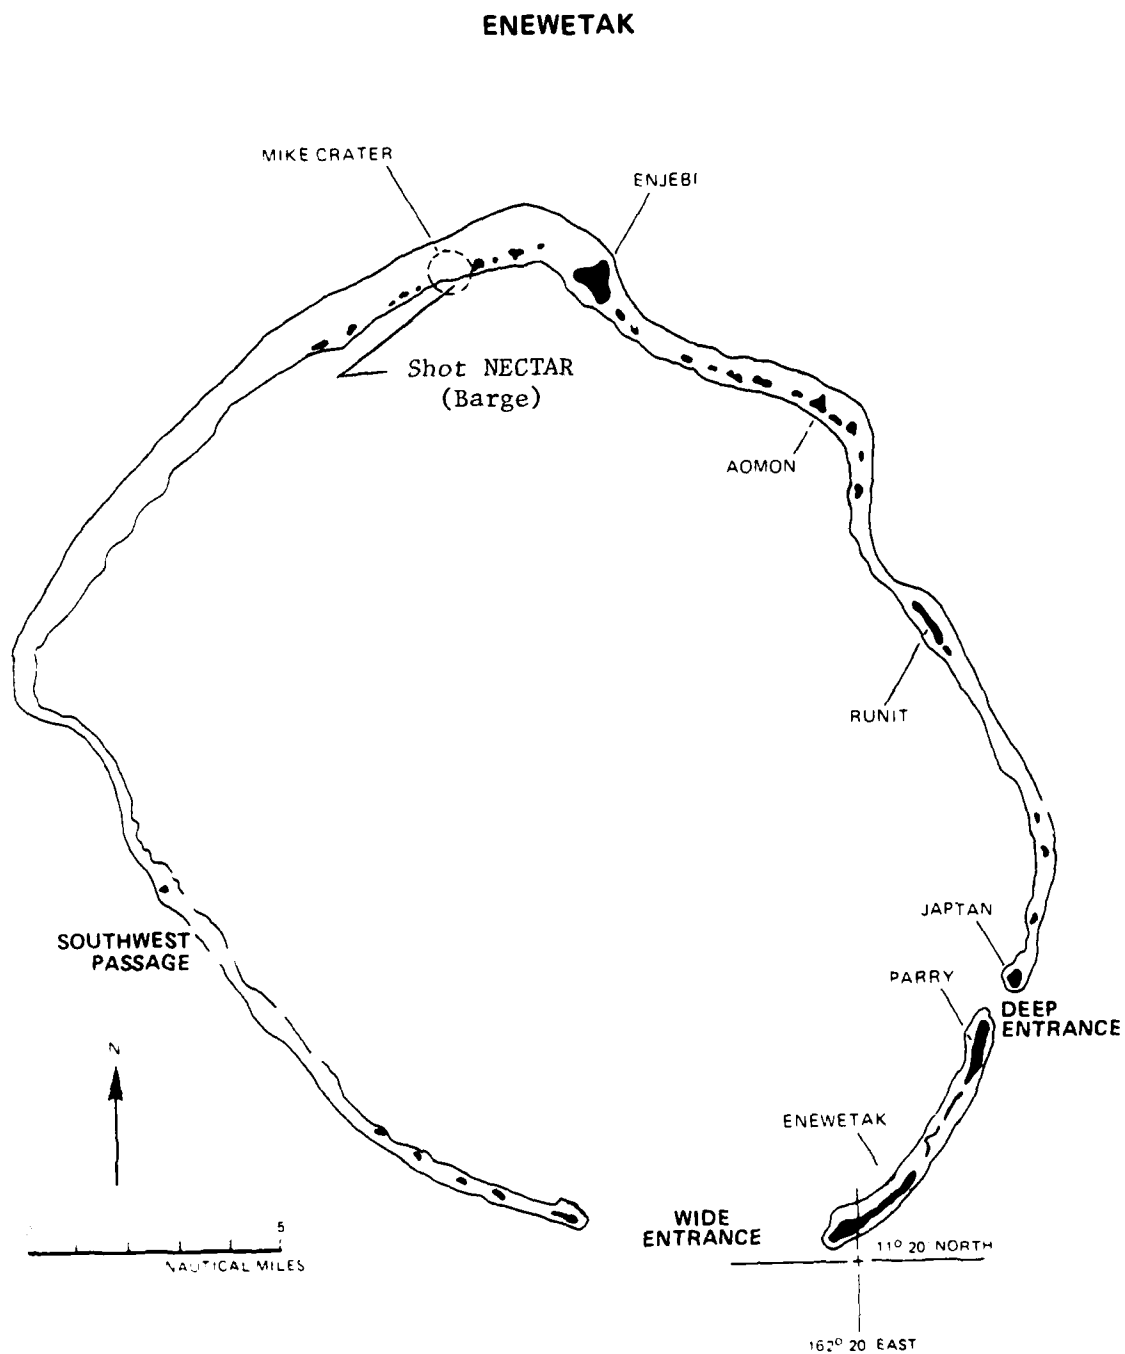 ENEWETAK
MIKE CRATER
ENJEBI
Shot NECTAR
(Barge)
AOMON
RUNIT
JAPTAN
SOUTHWEST
PASSAGE
PARRY
DEEP
ENTRANCE
N
ENEWETAK
WIDE
ENTRANCE
5
NAUTICAL MILES
11° 20' NORTH
162° 20' EAST